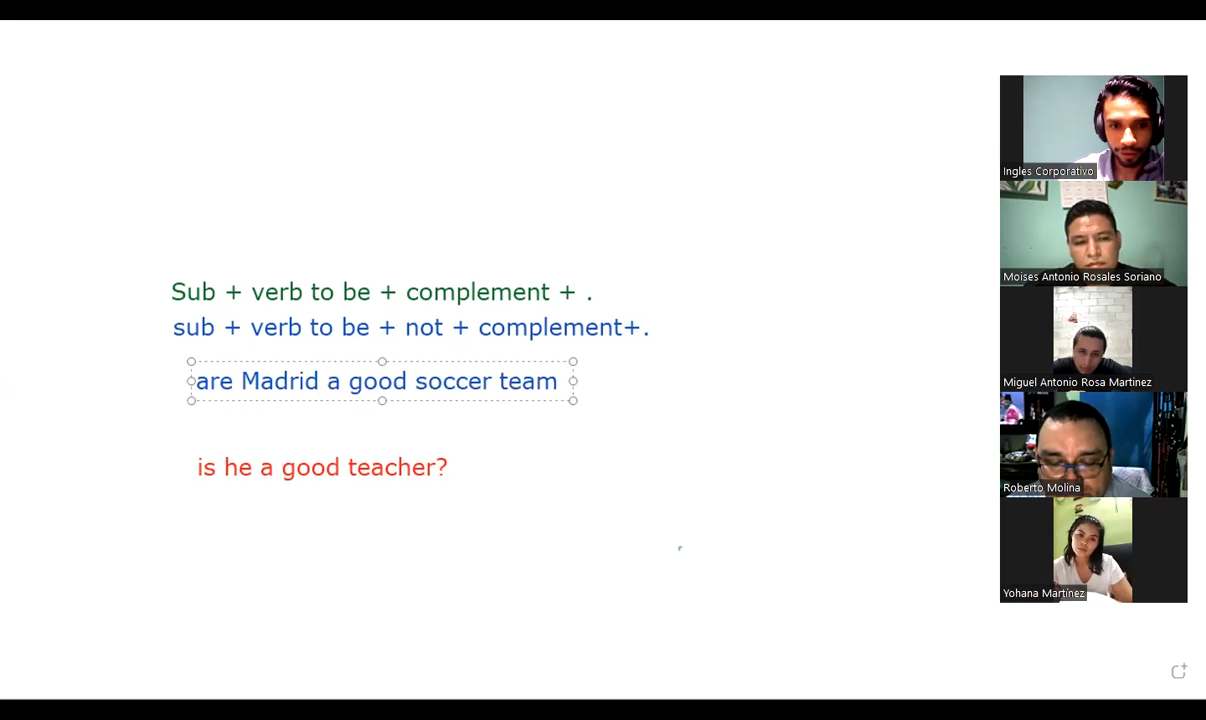 Sub + verb to be + complement + .
sub + verb to be + not + complement+.
are Madrid a good soccer team
is he a good teacher?
Ingles Corporativo
Moises Antonio Rosales Soriano
Miguel Antonio Rosa Martinez
Roberto Molina
Yohana Martínez